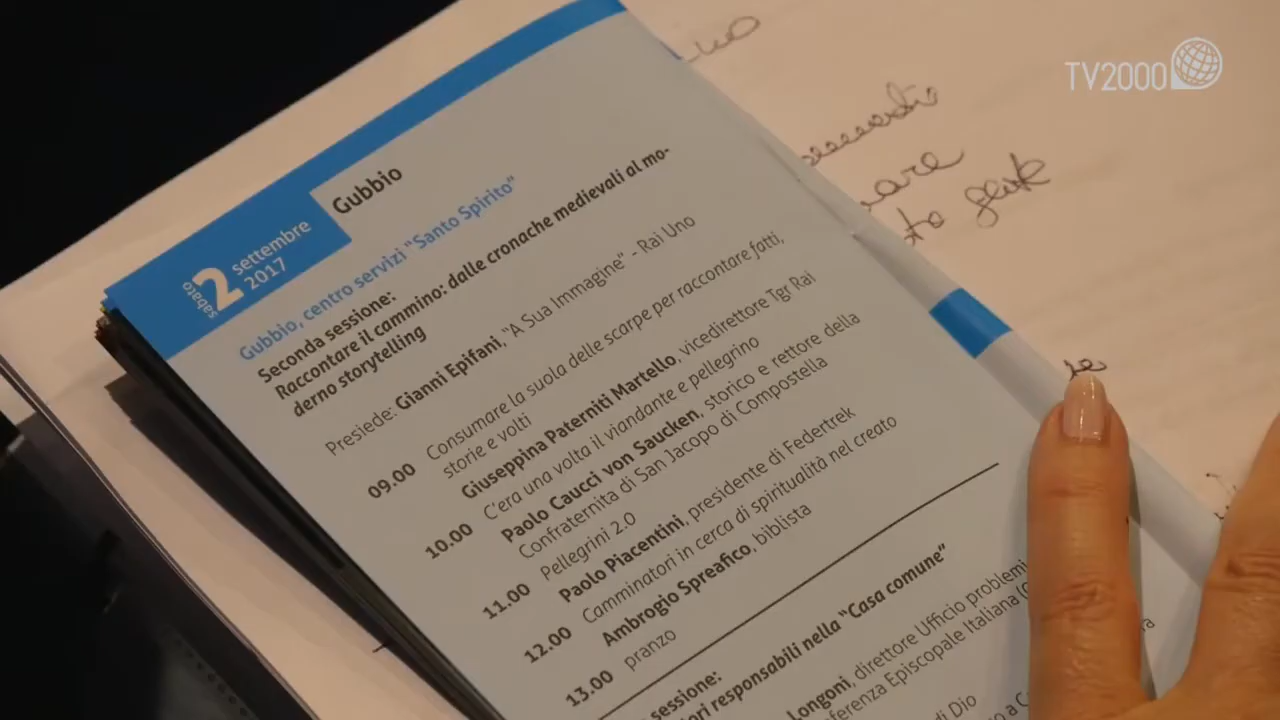 TV2000
sabato
2
settembre
2017
Gubbio
Gubbio, centro servizi "Santo Spirito"
Seconda sessione:
Raccontare il cammino: dalle cronache medievali al mo-
derno storytelling
Presiede: Gianni Epifani, "A Sua Immagine" - Rai Uno
09.00 Consumare la suola delle scarpe per raccontare fatti,
storie e volti
Giuseppina Paterniti Martello, vicedirettore Tgr Rai
10.00 C'era una volta il viandante e pellegrino
Paolo Caucci von Saucken, storico e rettore della
Confraternita di San Jacopo di Compostella
11.00 Pellegrini 2.0
Paolo Piacentini, presidente di Federtrek
12.00 Camminatori in cerca di spiritualità nel creato
Ambrogio Spreafico, biblista
13.00 pranzo
sessione:
ori responsabili nella "Casa comune"
Longoni, direttore Ufficio problemi
ferenza Episcopale Italiana
di Dio